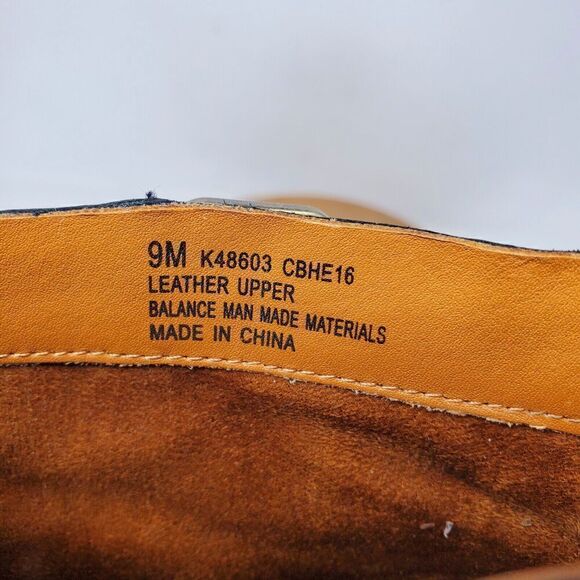 9M K48603 CBHE16
LEATHER UPPER
BALANCE MAN MADE MATERIALS
MADE IN CHINA